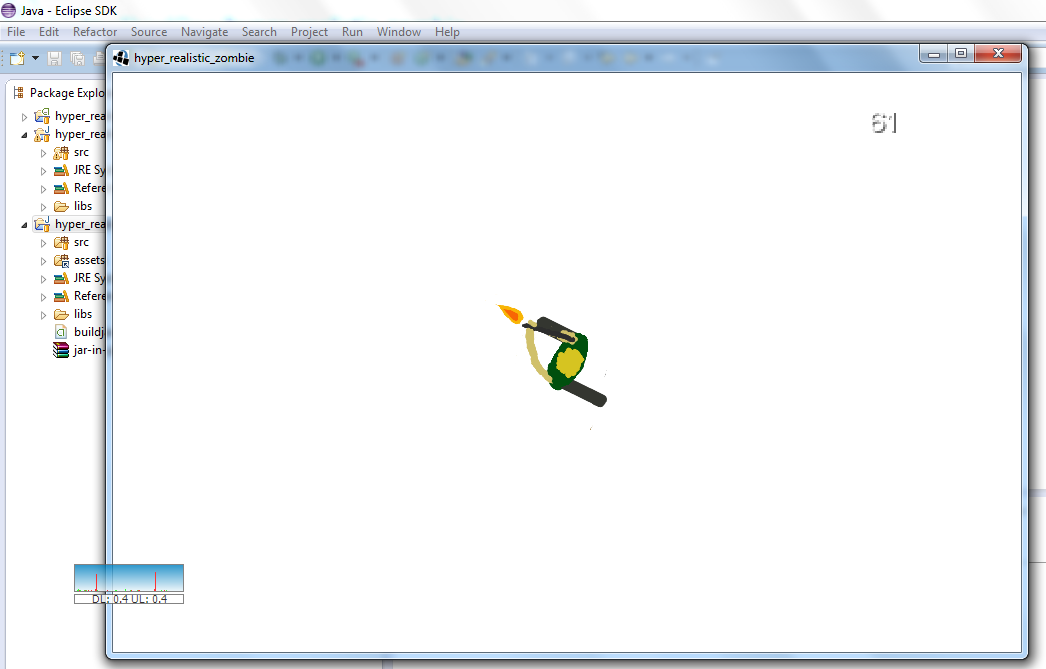 Java - Eclipse SDK
File Edit Refactor Source Navigate Search Project Run Window Help
hyper_realistic_zombie
Package Explo
61
hyper_rea
hyper_rea
src
JRE Sy
Refere
libs
hyper_rea
src
assets
JRE Sy
Refere
libs
buildj
jar-in-
DL: 0.4 UL: 0.4